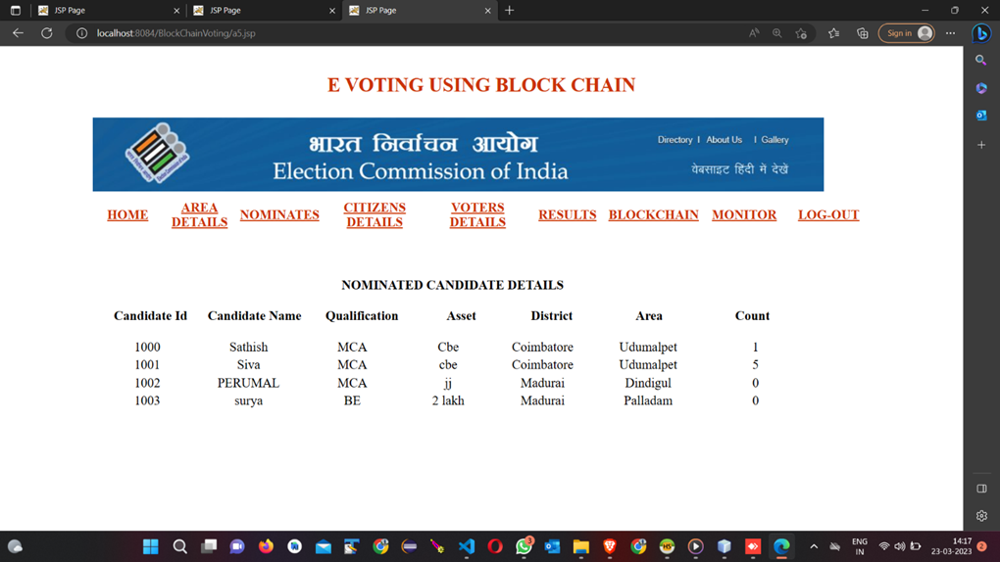 JSP Page
JSP Page
JSP Page
localhost:8084/BlockChainVoting/a5.jsp
Sign in
E VOTING USING BLOCK CHAIN
भारत निर्वाचन आयोग
Election Commission of India
Directory I About Us I Gallery
वेबसाइट हिंदी में देखें
HOME AREA DETAILS NOMINATES CITIZENS DETAILS VOTERS DETAILS RESULTS BLOCKCHAIN MONITOR LOG-OUT
NOMINATED CANDIDATE DETAILS
Candidate Id Candidate Name Qualification Asset District Area Count
1000 Sathish MCA Cbe Coimbatore Udumalpet 1
1001 Siva MCA cbe Coimbatore Udumalpet 5
1002 PERUMAL MCA jj Madurai Dindigul 0
1003 surya BE 2 lakh Madurai Palladam 0
3
ENG
IN
14:17
23-03-2023
2